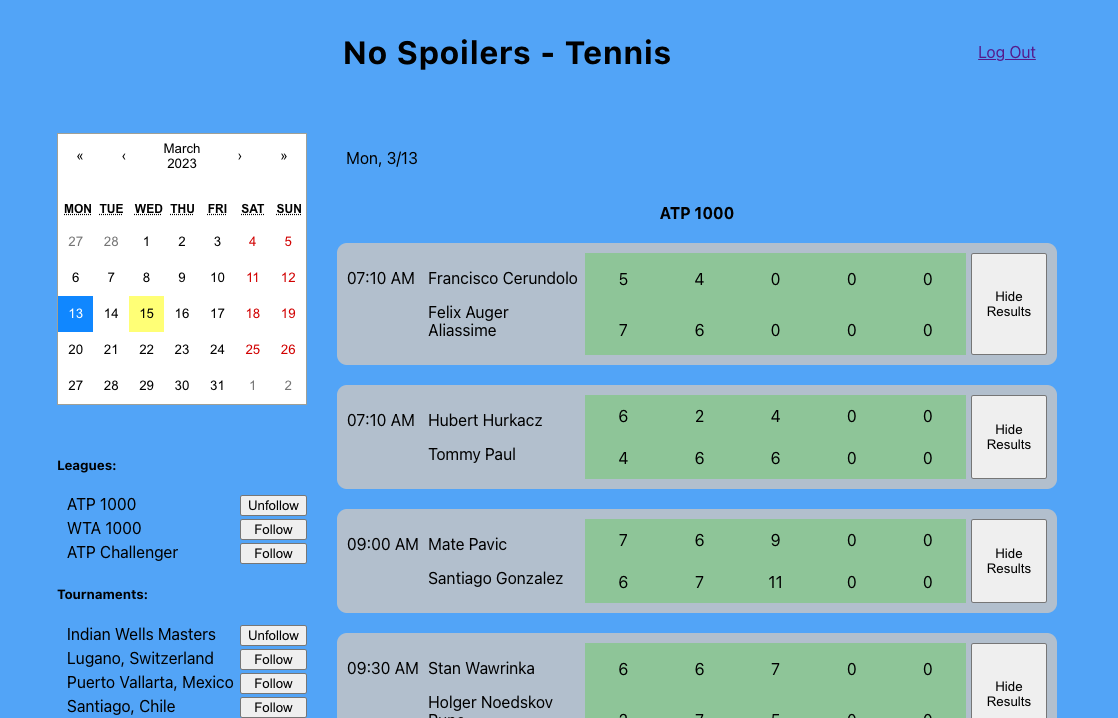 No Spoilers - Tennis
Log Out
« ‹ March 2023 › »
MON TUE WED THU FRI SAT SUN
27 28 1 2 3 4 5
6 7 8 9 10 11 12
13 14 15 16 17 18 19
20 21 22 23 24 25 26
27 28 29 30 31 1 2
Leagues:
ATP 1000 Unfollow
WTA 1000 Follow
ATP Challenger Follow
Tournaments:
Indian Wells Masters Unfollow
Lugano, Switzerland Follow
Puerto Vallarta, Mexico Follow
Santiago, Chile Follow
Mon, 3/13
ATP 1000
07:10 AM Francisco Cerundolo 5 4 0 0 0
Felix Auger
Aliassime 7 6 0 0 0
Hide
Results
07:10 AM Hubert Hurkacz 6 2 4 0 0
Tommy Paul 4 6 6 0 0
Hide
Results
09:00 AM Mate Pavic 7 6 9 0 0
Santiago Gonzalez 6 7 11 0 0
Hide
Results
09:30 AM Stan Wawrinka 6 6 7 0 0
Holger Noedskov
Hide
Results